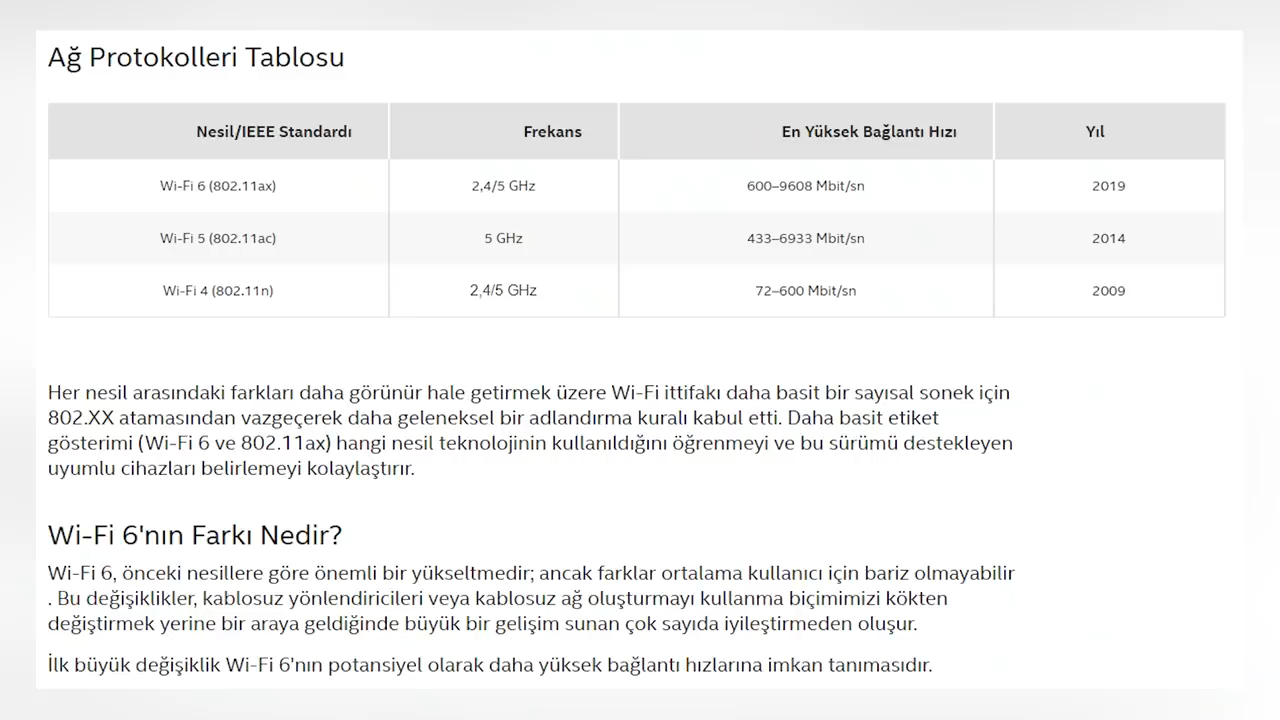 Ağ Protokolleri Tablosu
Nesil/IEEE Standardı Frekans En Yüksek Bağlantı Hızı Yıl
Wi-Fi 6 (802.11ax) 2,4/5 GHz 600–9608 Mbit/sn 2019
Wi-Fi 5 (802.11ac) 5 GHz 433–6933 Mbit/sn 2014
Wi-Fi 4 (802.11n) 2,4/5 GHz 72–600 Mbit/sn 2009
Her nesil arasındaki farkları daha görünür hale getirmek üzere Wi-Fi ittifakı daha basit bir sayısal sonek için
802.XX atamasından vazgeçerek daha geleneksel bir adlandırma kuralı kabul etti. Daha basit etiket
gösterimi (Wi-Fi 6 ve 802.11ax) hangi nesil teknolojinin kullanıldığını öğrenmeyi ve bu sürümü destekleyen
uyumlu cihazları belirlemeyi kolaylaştırır.
Wi-Fi 6'nın Farkı Nedir?
Wi-Fi 6, önceki nesillere göre önemli bir yükseltmedir; ancak farklar ortalama kullanıcı için bariz olmayabilir
. Bu değişiklikler, kablosuz yönlendiricileri veya kablosuz ağ oluşturmayı kullanma biçimimizi kökten
değiştirmek yerine bir araya geldiğinde büyük bir gelişim sunan çok sayıda iyileştirmeden oluşur.
İlk büyük değişiklik Wi-Fi 6'nın potansiyel olarak daha yüksek bağlantı hızlarına imkan tanımasıdır.